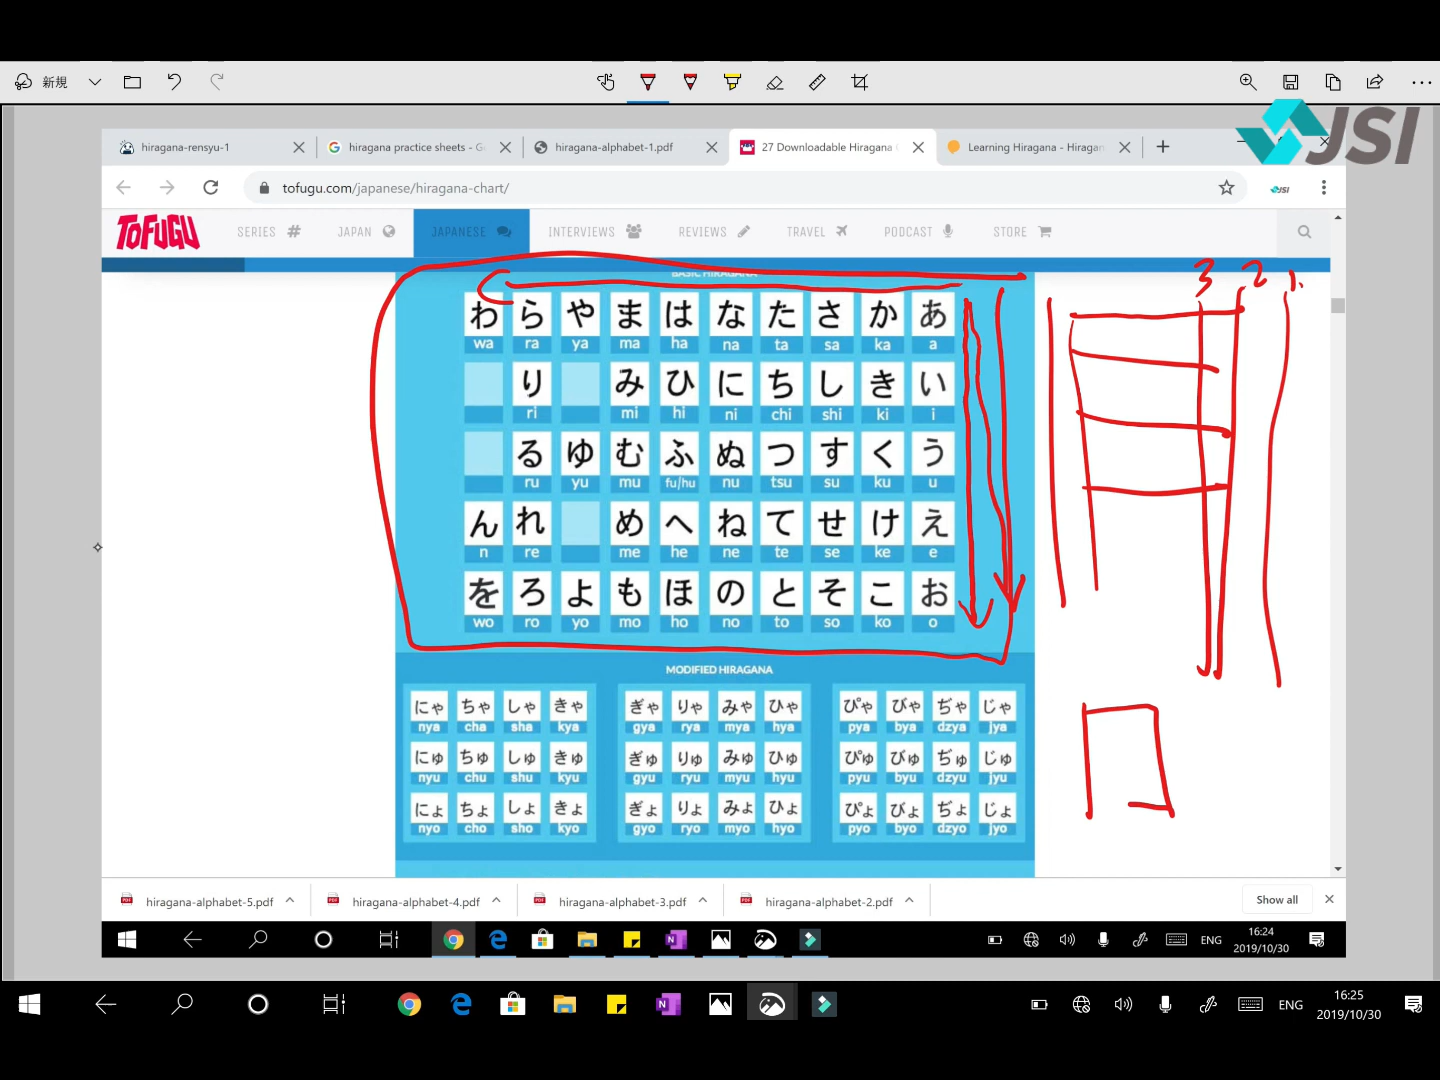 新規
JSI
hiragana-rensyu-1
hiragana practice sheets - G
hiragana-alphabet-1.pdf
27 Downloadable Hiragana
Learning Hiragana - Hiragan
tofugu.com/japanese/hiragana-chart/
JSI
TOFUGU
SERIES
JAPAN
JAPANESE
INTERVIEWS
REVIEWS
TRAVEL
PODCAST
STORE
BASIC HIRAGANA
3 2 1.
わ ら や ま は な た さ か あ
wa ra ya ma ha na ta sa ka a
り み ひ に ち し き い
ri mi hi ni chi shi ki i
る ゆ む ふ ぬ つ す く う
ru yu mu fu/hu nu tsu su ku u
ん れ め へ ね て せ け え
n re me he ne te se ke e
を ろ よ も ほ の と そ こ お
wo ro yo mo ho no to so ko o
MODIFIED HIRAGANA
にゃ ちゃ しゃ きゃ ぎゃ りゃ みゃ ひゃ ぴゃ びゃ ぢゃ じゃ
nya cha sha kya gya rya mya hya pya bya dzya jya
にゅ ちゅ しゅ きゅ ぎゅ りゅ みゅ ひゅ ぴゅ びゅ ぢゅ じゅ
nyu chu shu kyu gyu ryu myu hyu pyu byu dzyu jyu
にょ ちょ しょ きょ ぎょ りょ みょ ひょ ぴょ びょ ぢょ じょ
nyo cho sho kyo gyo ryo myo hyo pyo byo dzyo jyo
hiragana-alphabet-5.pdf
hiragana-alphabet-4.pdf
hiragana-alphabet-3.pdf
hiragana-alphabet-2.pdf
Show all
ENG
16:24
2019/10/30
ENG
16:25
2019/10/30